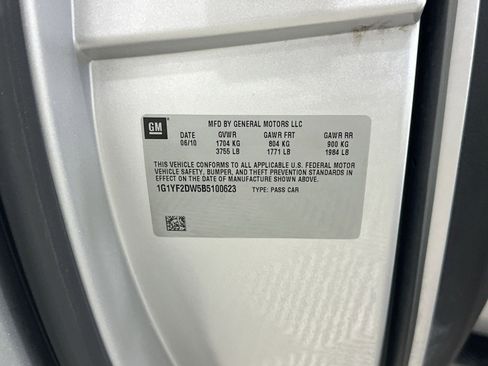 GM
MFD BY GENERAL MOTORS LLC
DATE GVWR GAWR FRT GAWR RR
06/10 1704 KG 804 KG 900 KG
3755 LB 1771 LB 1984 LB
THIS VEHICLE CONFORMS TO ALL APPLICABLE U.S. FEDERAL MOTOR
VEHICLE SAFETY, BUMPER, AND THEFT PREVENTION STANDARDS IN
EFFECT ON THE DATE OF MANUFACTURE SHOWN ABOVE.
1G1YF2DW5B5100623 TYPE: PASS CAR